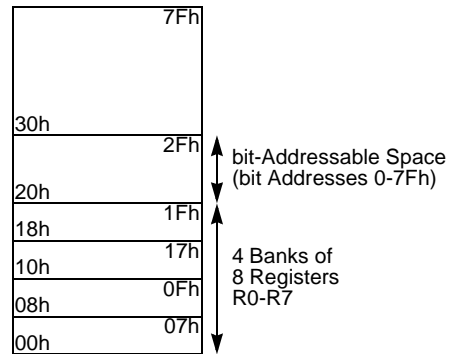 7Fh
30h
2Fh
bit-Addressable Space
(bit Addresses 0-7Fh)
20h
1Fh
18h
17h
4 Banks of
8 Registers
R0-R7
10h
0Fh
08h
07h
00h